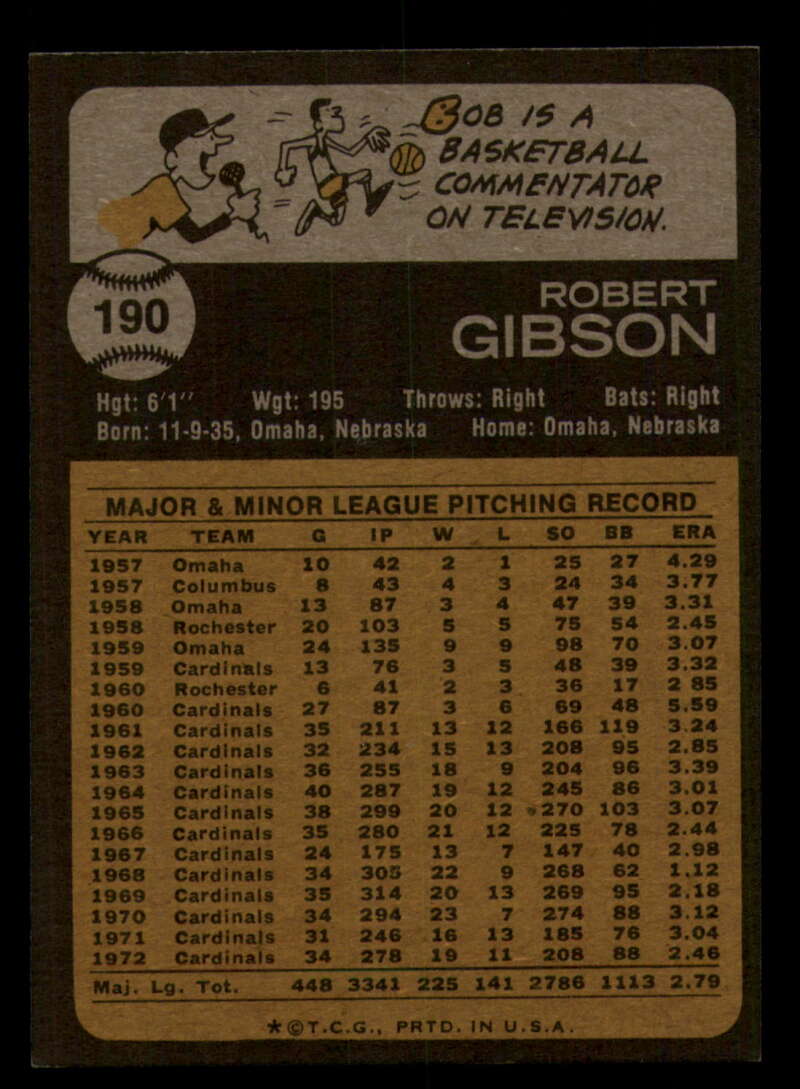 BOB IS A
BASKETBALL
COMMENTATOR
ON TELEVISION.
190
ROBERT
GIBSON
Hgt: 6'1" Wgt: 195 Throws: Right Bats: Right
Born: 11-9-35, Omaha, Nebraska Home: Omaha, Nebraska
MAJOR & MINOR LEAGUE PITCHING RECORD
YEAR TEAM G IP W L SO BB ERA
1957 Omaha 10 42 2 1 25 27 4.29
1957 Columbus 8 43 4 3 24 34 3.77
1958 Omaha 13 87 3 4 47 39 3.31
1958 Rochester 20 103 5 5 75 54 2.45
1959 Omaha 24 135 9 9 98 70 3.07
1959 Cardinals 13 76 3 5 48 39 3.32
1960 Rochester 6 41 2 3 36 17 2 85
1960 Cardinals 27 87 3 6 69 48 5.59
1961 Cardinals 35 211 13 12 166 119 3.24
1962 Cardinals 32 234 15 13 208 95 2.85
1963 Cardinals 36 255 18 9 204 96 3.39
1964 Cardinals 40 287 19 12 245 86 3.01
1965 Cardinals 38 299 20 12 270 103 3.07
1966 Cardinals 35 280 21 12 225 78 2.44
1967 Cardinals 24 175 13 7 147 40 2.98
1968 Cardinals 34 305 22 9 268 62 1.12
1969 Cardinals 35 314 20 13 269 95 2.18
1970 Cardinals 34 294 23 7 274 88 3.12
1971 Cardinals 31 246 16 13 185 76 3.04
1972 Cardinals 34 278 19 11 208 88 2.46
Maj. Lg. Tot. 448 3341 225 141 2786 1113 2.79
★©T.C.G., PRTD. IN U.S.A.